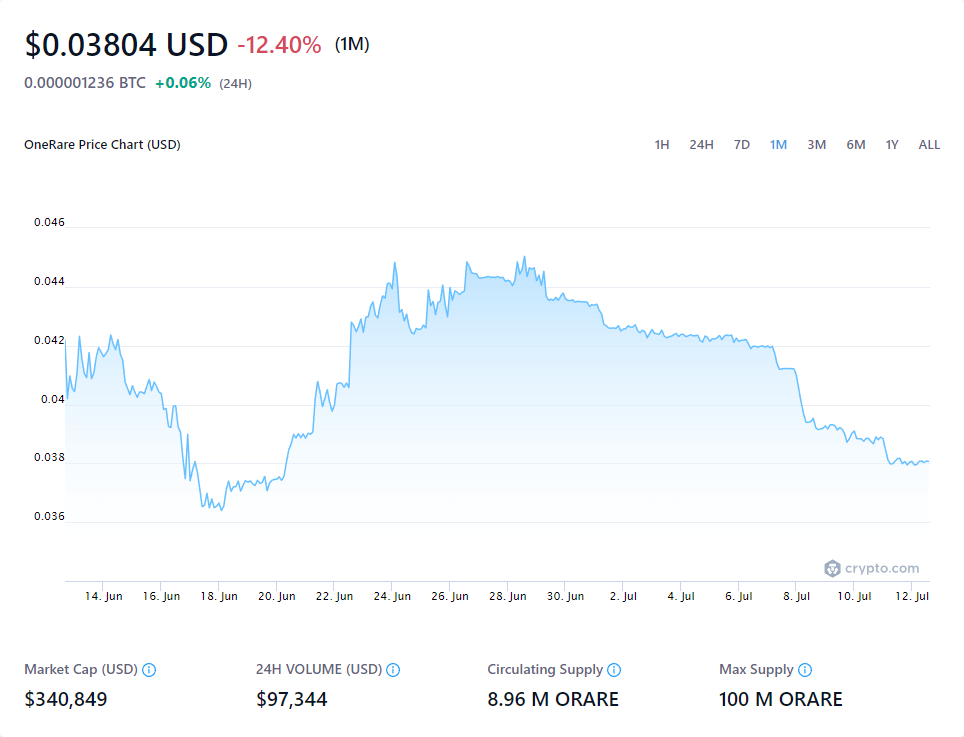 $0.03804 USD -12.40% (1M)
0.000001236 BTC +0.06% (24H)
OneRare Price Chart (USD) 1H 24H 7D 1M 3M 6M 1Y ALL
0.046
0.044
0.042
0.04
0.038
0.036
crypto.com
14. Jun 16. Jun 18. Jun 20. Jun 22. Jun 24. Jun 26. Jun 28. Jun 30. Jun 2. Jul 4. Jul 6. Jul 8. Jul 10. Jul 12. Jul
Market Cap (USD) 24H VOLUME (USD) Circulating Supply Max Supply
$340,849 $97,344 8.96 M ORARE 100 M ORARE